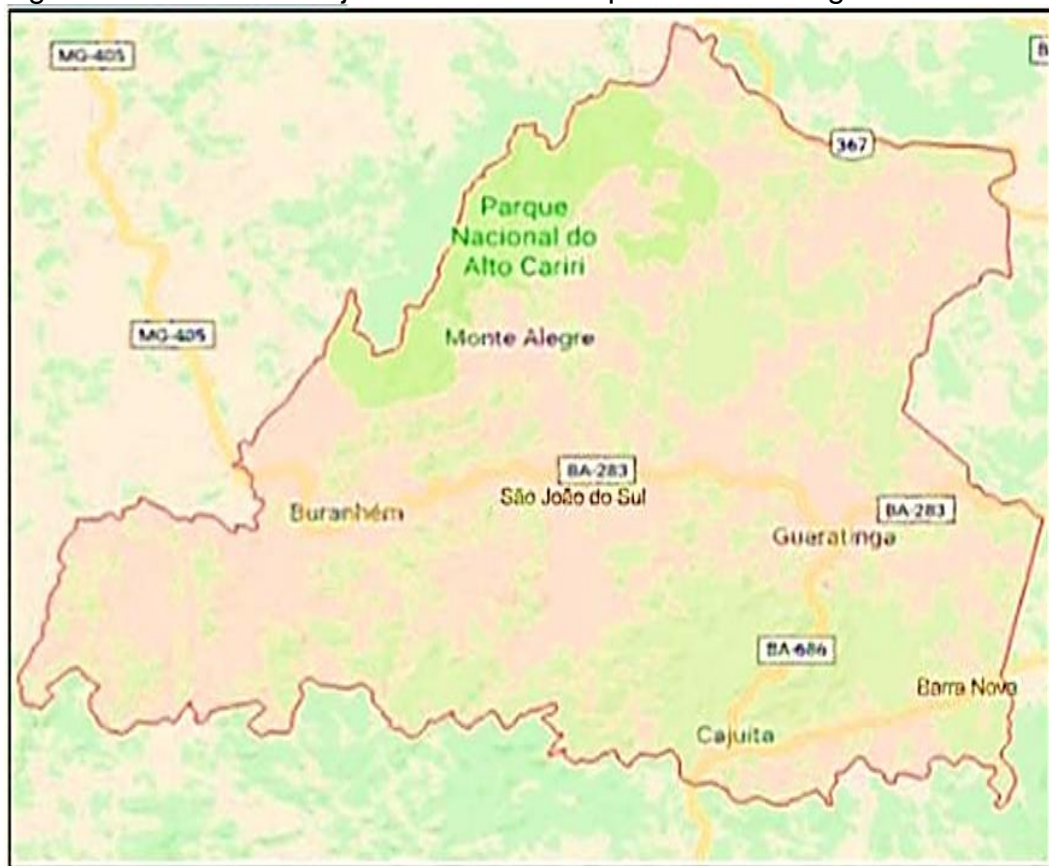 MG-405
367
Parque
Nacional do
Alto Cariri
MG-405
Monte Alegre
BA-283
São João do Sul
Buranhém
BA-283
Guaratinga
BA-686
Barra Nova
Cajuita